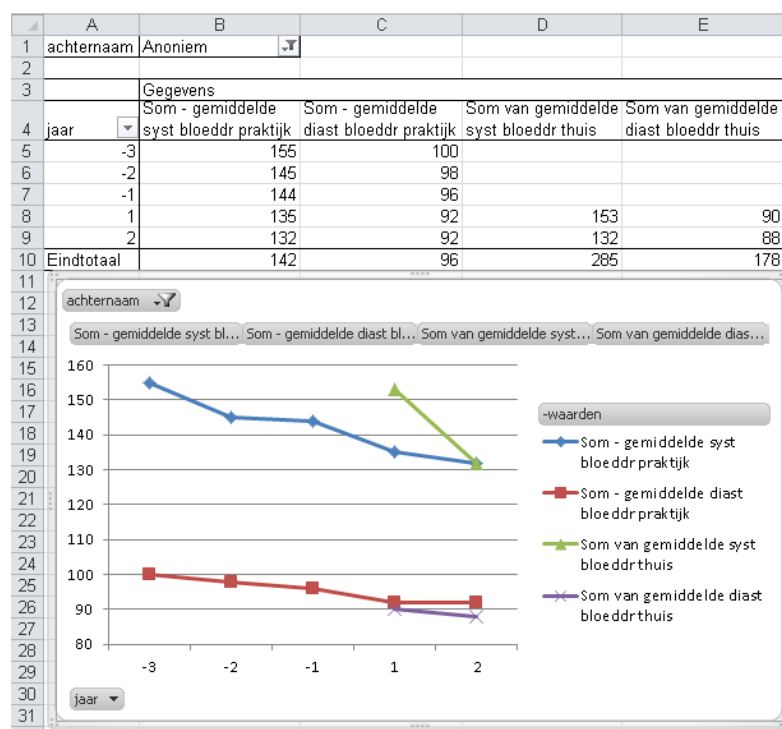 A B C D E
1 achternaam Anoniem
2
3 Gegevens
Som - gemiddelde Som - gemiddelde Som van gemiddelde Som van gemiddelde
4 jaar syst bloeddr praktijk diast bloeddr praktijk syst bloeddr thuis diast bloeddr thuis
5 -3 155 100
6 -2 145 98
7 -1 144 96
8 1 135 92 153 90
9 2 132 92 132 88
10 Eindtotaal 142 96 285 178
11
12 achternaam
13 Som - gemiddelde syst bl... Som - gemiddelde diast bl... Som van gemiddelde syst... Som van gemiddelde dias...
14
15 160
16
17 150 -waarden
18 140 Som - gemiddelde syst
19 bloeddr praktijk
20 130
21 120 Som - gemiddelde diast
22 bloeddr praktijk
23 110
24 100 Som van gemiddelde syst
25 bloeddr thuis
26 90 Som van gemiddelde diast
27 bloeddr thuis
28 80
29 -3 -2 -1 1 2
30 jaar
31